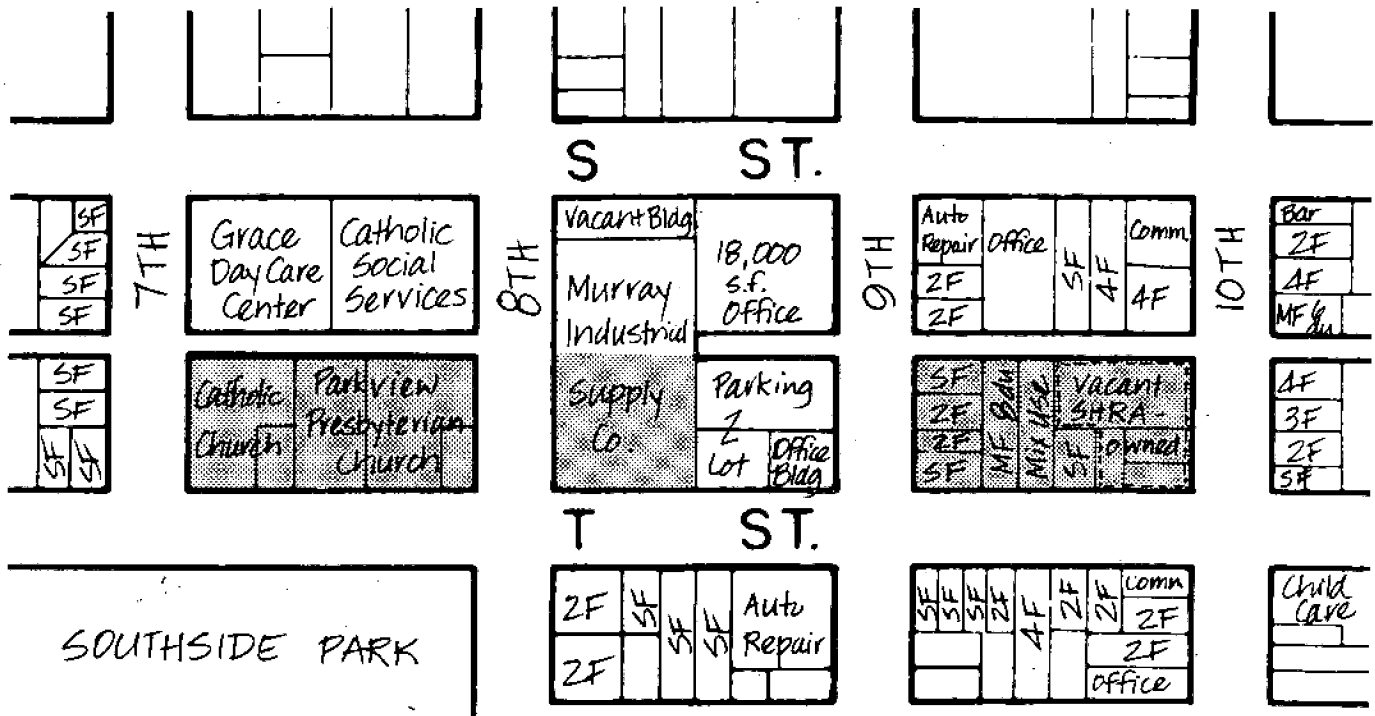 S ST.
SF
SF
SF
SF
7TH
Grace
Day Care
Center
Catholic
Social
Services
8TH
Vacant Bldg
Murray
Industrial
Supply
Co.
18,000
s.f.
Office
9TH
Auto
Repair
2F
2F
Office
SF
4F
Comm.
4F
10TH
Bar
2F
4F
MF
SF
SF
SF
SF
Catholic
Church
Parkview
Presbyterian
Church
Parking
Lot
Office
Bldg
SF
2F
2F
SF
MF 8du
Mix Use
SF
Vacant
SHRA-
owned
4F
3F
2F
SF
T ST.
SOUTHSIDE PARK
2F
2F
SF
SF
SF
Auto
Repair
SF
SF
SF
2F
4F
2F
2F
Comm
2F
2F
Office
Child
Care